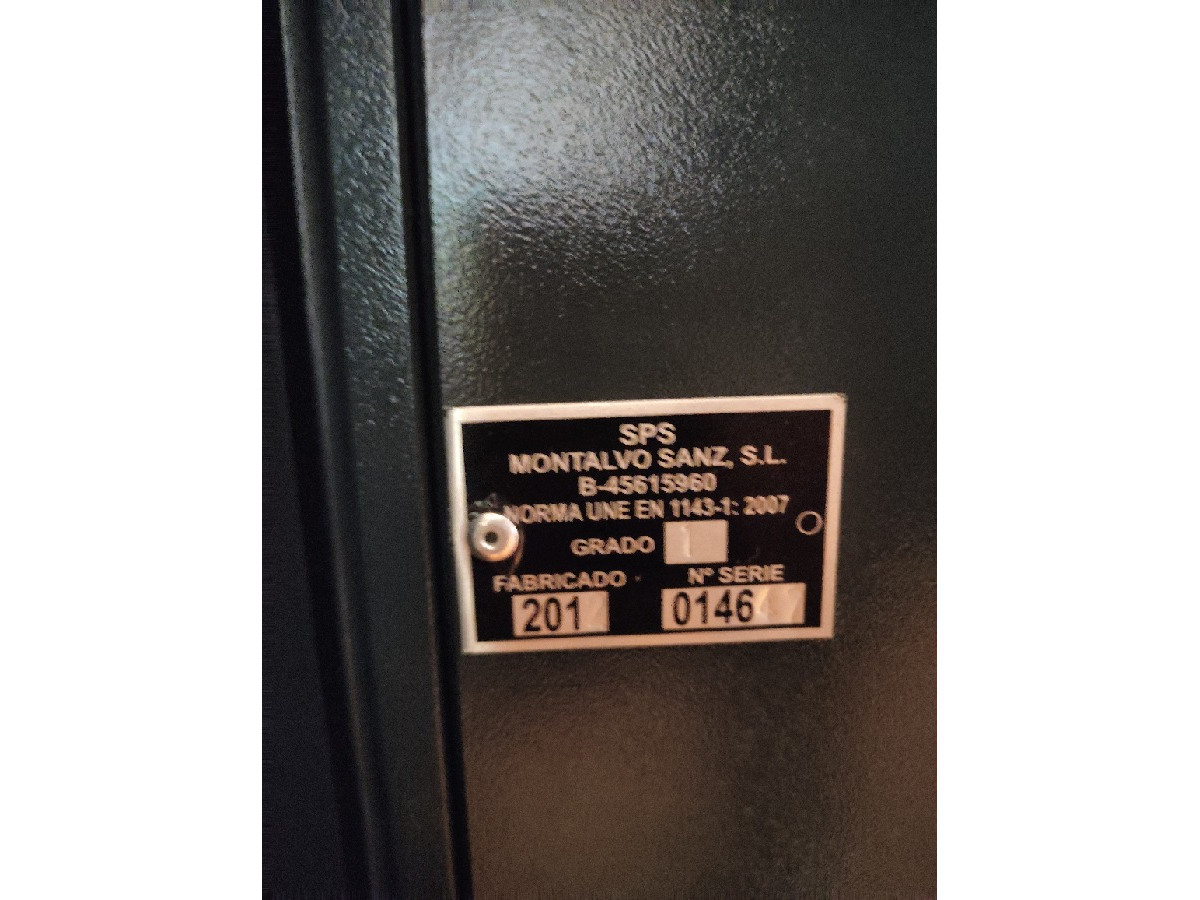 SPS
MONTALVO SANZ, S.L.
B-45615960
NORMA UNE EN 1143-1: 2007
GRADO
FABRICADO Nº SERIE
201 0146